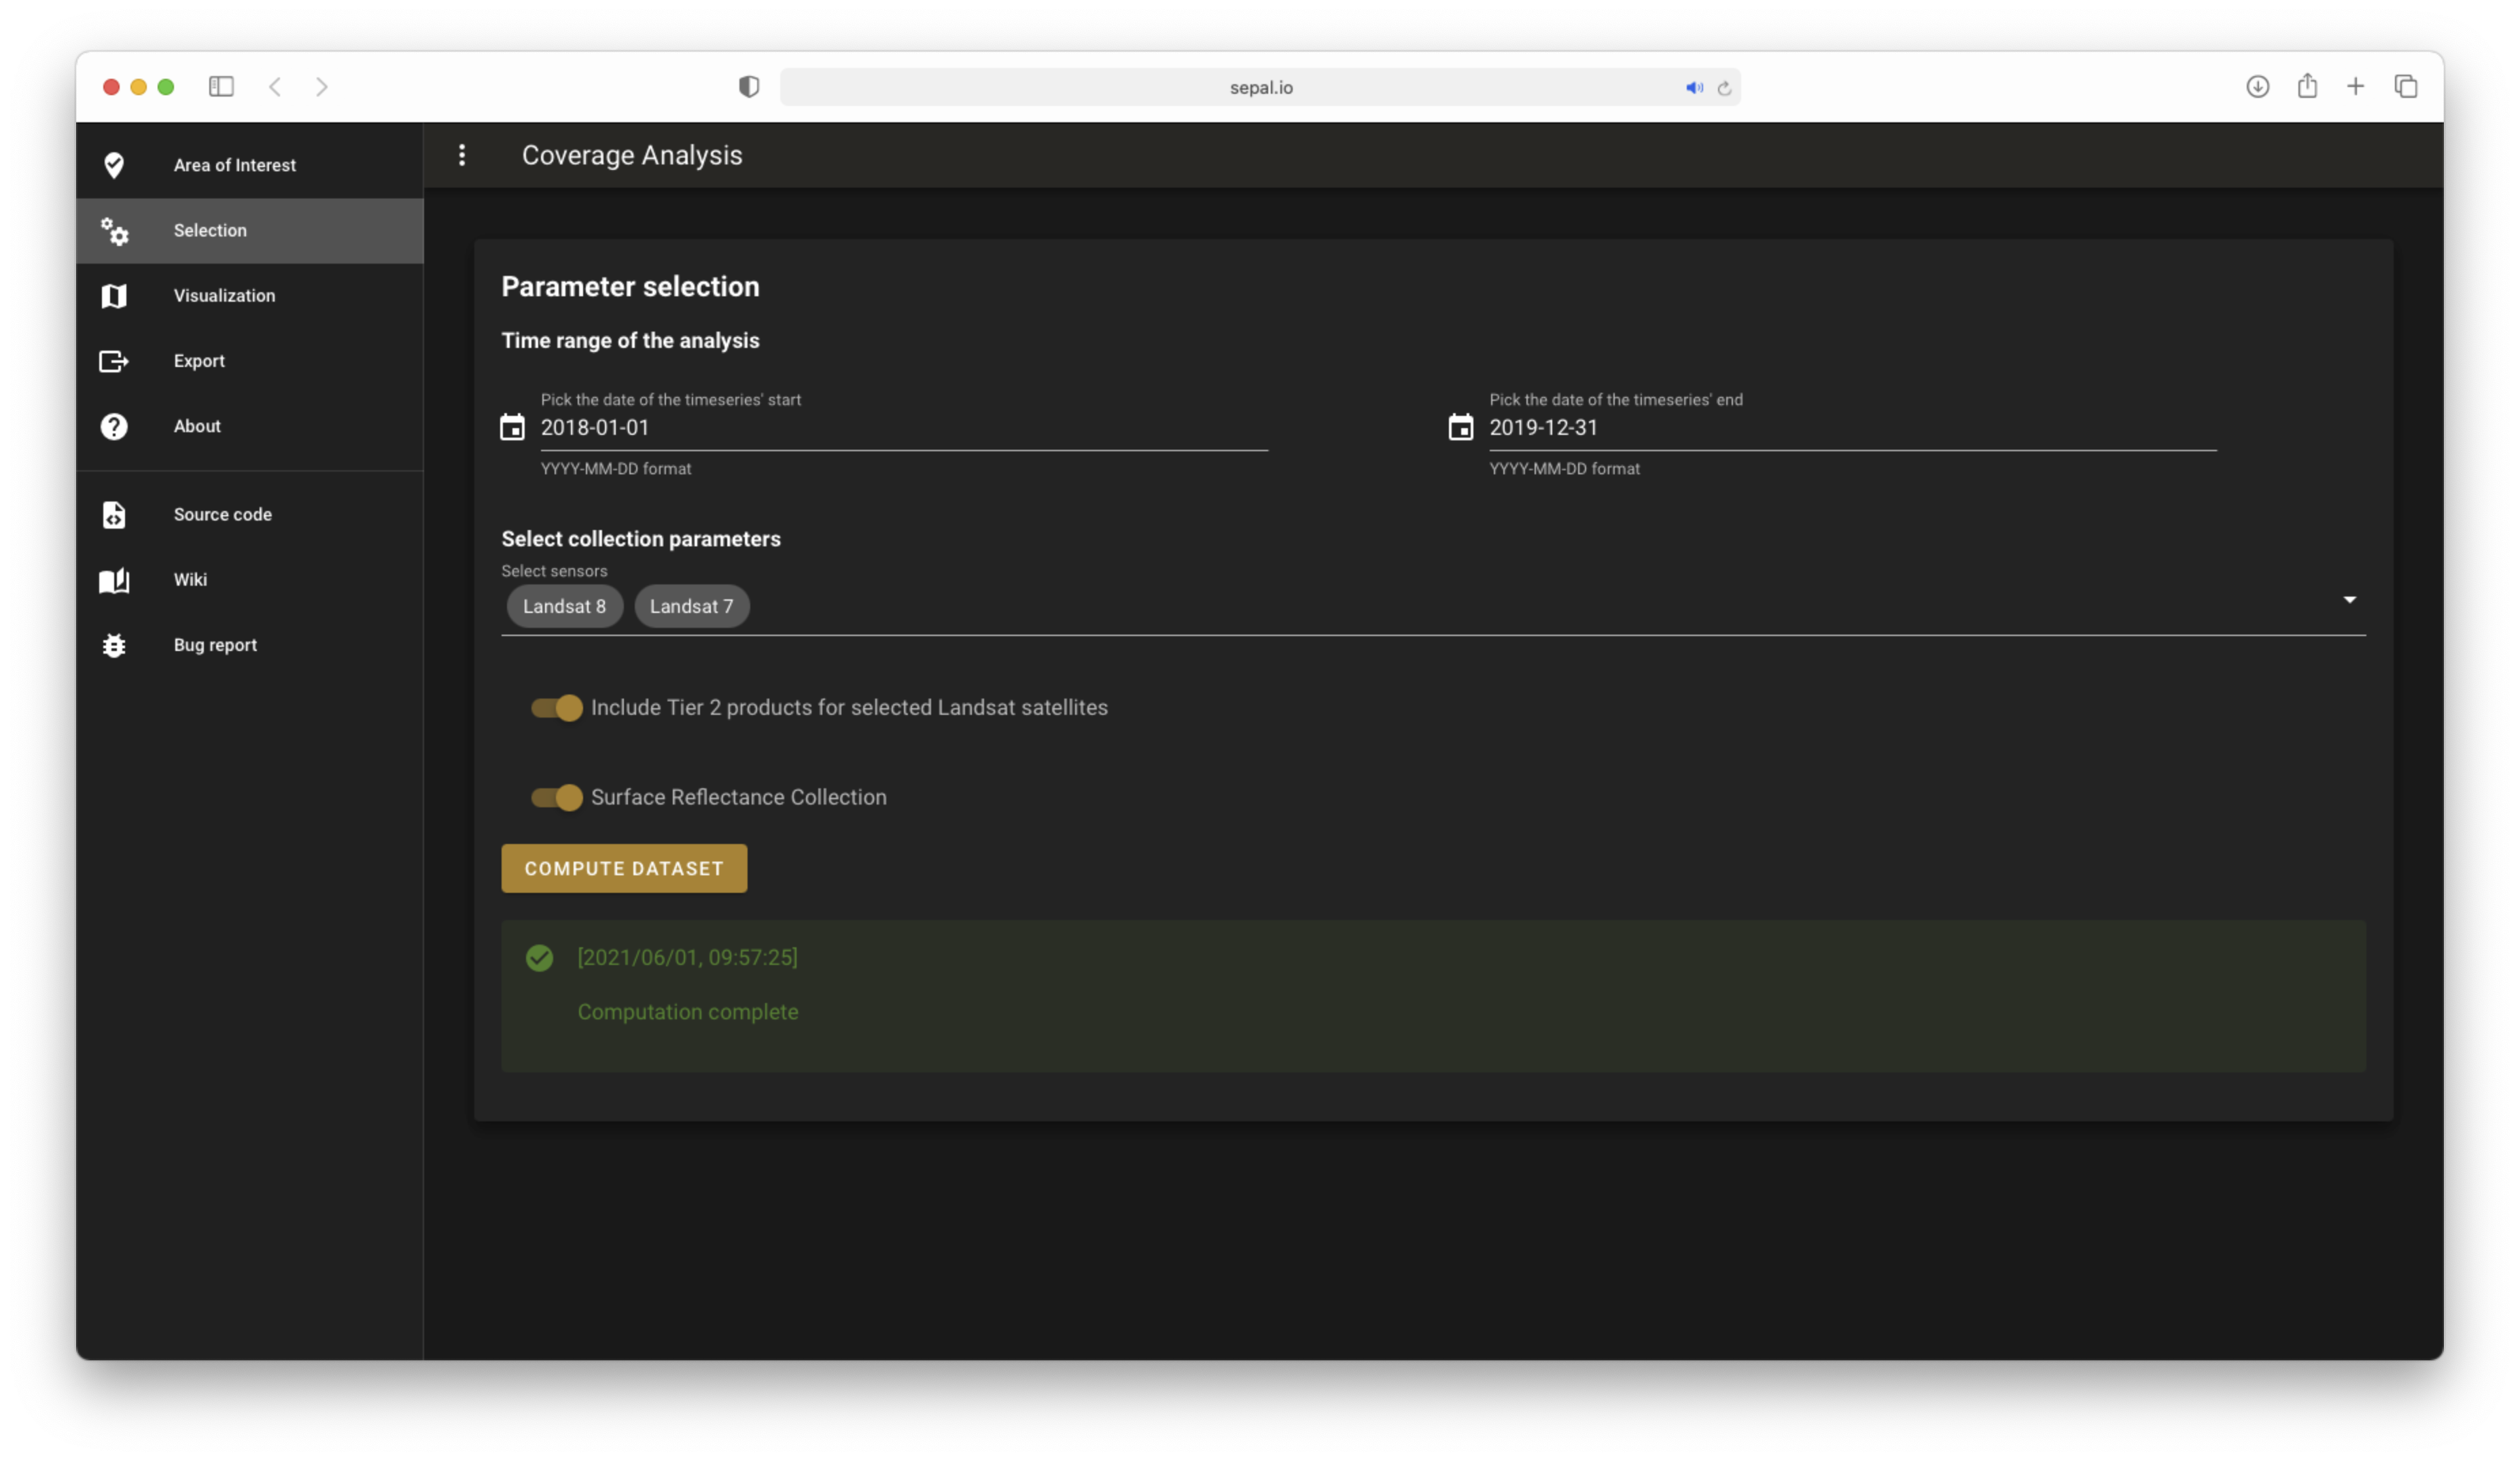 sepal.io
Area of Interest
Selection
Visualization
Export
About
Source code
Wiki
Bug report
Coverage Analysis
Parameter selection
Time range of the analysis
Pick the date of the timeseries' start
2018-01-01
YYYY-MM-DD format
Pick the date of the timeseries' end
2019-12-31
YYYY-MM-DD format
Select collection parameters
Select sensors
Landsat 8 Landsat 7
Include Tier 2 products for selected Landsat satellites
Surface Reflectance Collection
COMPUTE DATASET
[2021/06/01, 09:57:25]
Computation complete